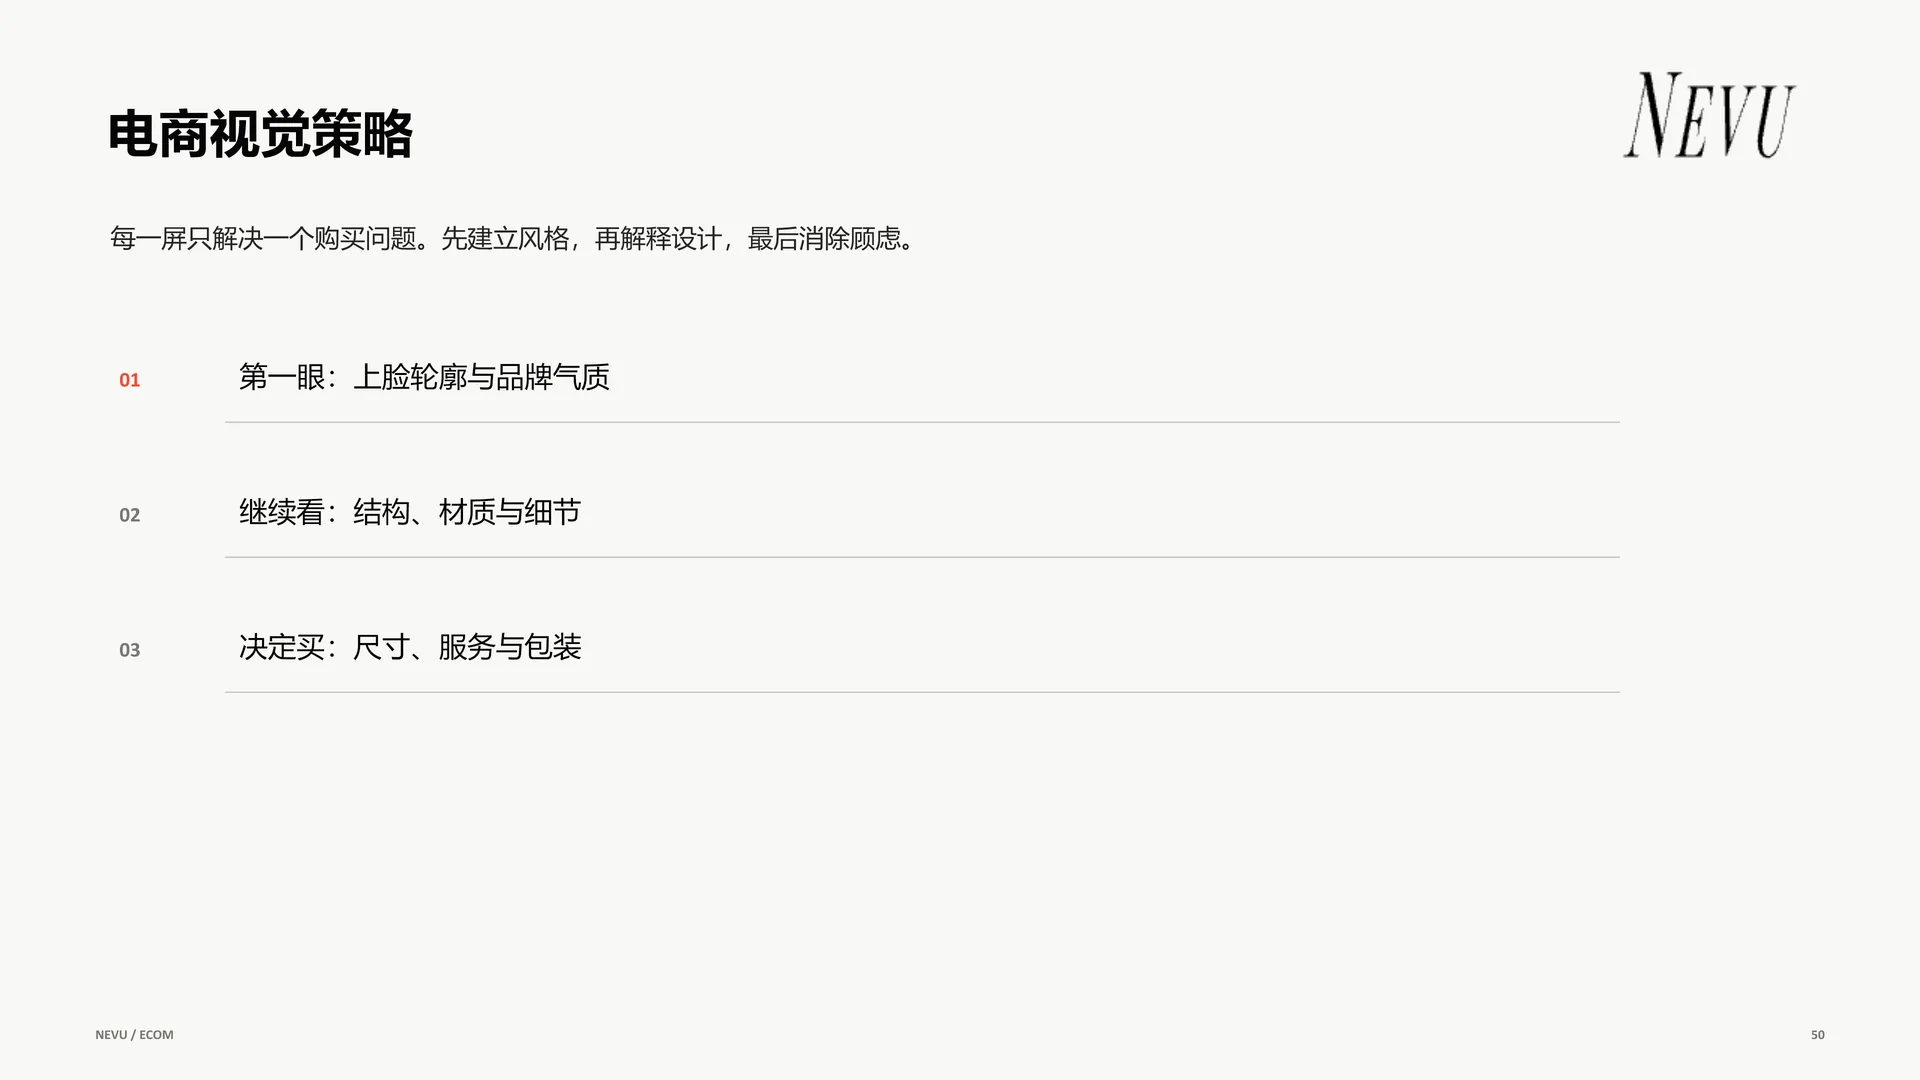 电商视觉策略
NEVU
每一屏只解决一个购买问题。先建立风格，再解释设计，最后消除顾虑。
01 第一眼：上脸轮廓与品牌气质
02 继续看：结构、材质与细节
03 决定买：尺寸、服务与包装
NEVU / ECOM
50